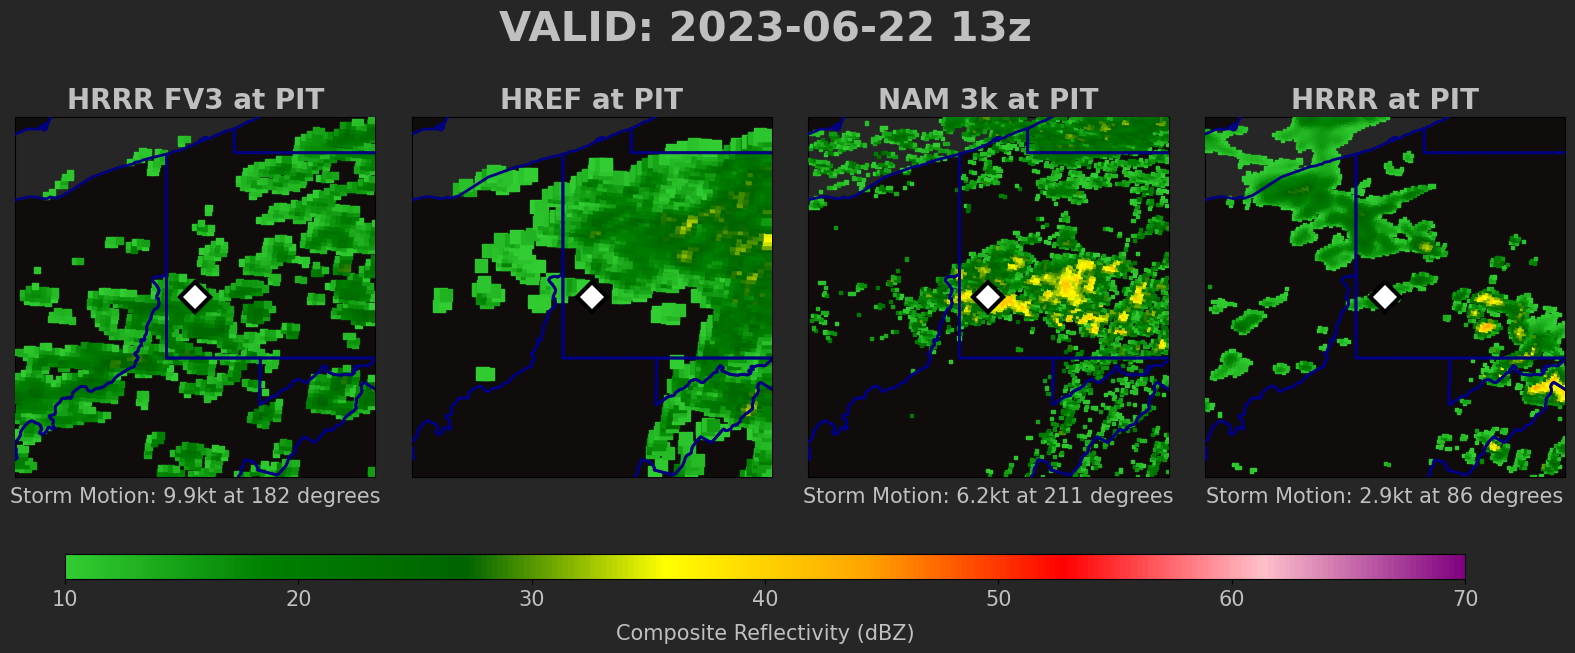 VALID: 2023-06-22 13z
HRRR FV3 at PIT
HREF at PIT
NAM 3k at PIT
HRRR at PIT
Storm Motion: 9.9kt at 182 degrees
Storm Motion: 6.2kt at 211 degrees
Storm Motion: 2.9kt at 86 degrees
10 20 30 40 50 60 70
Composite Reflectivity (dBZ)